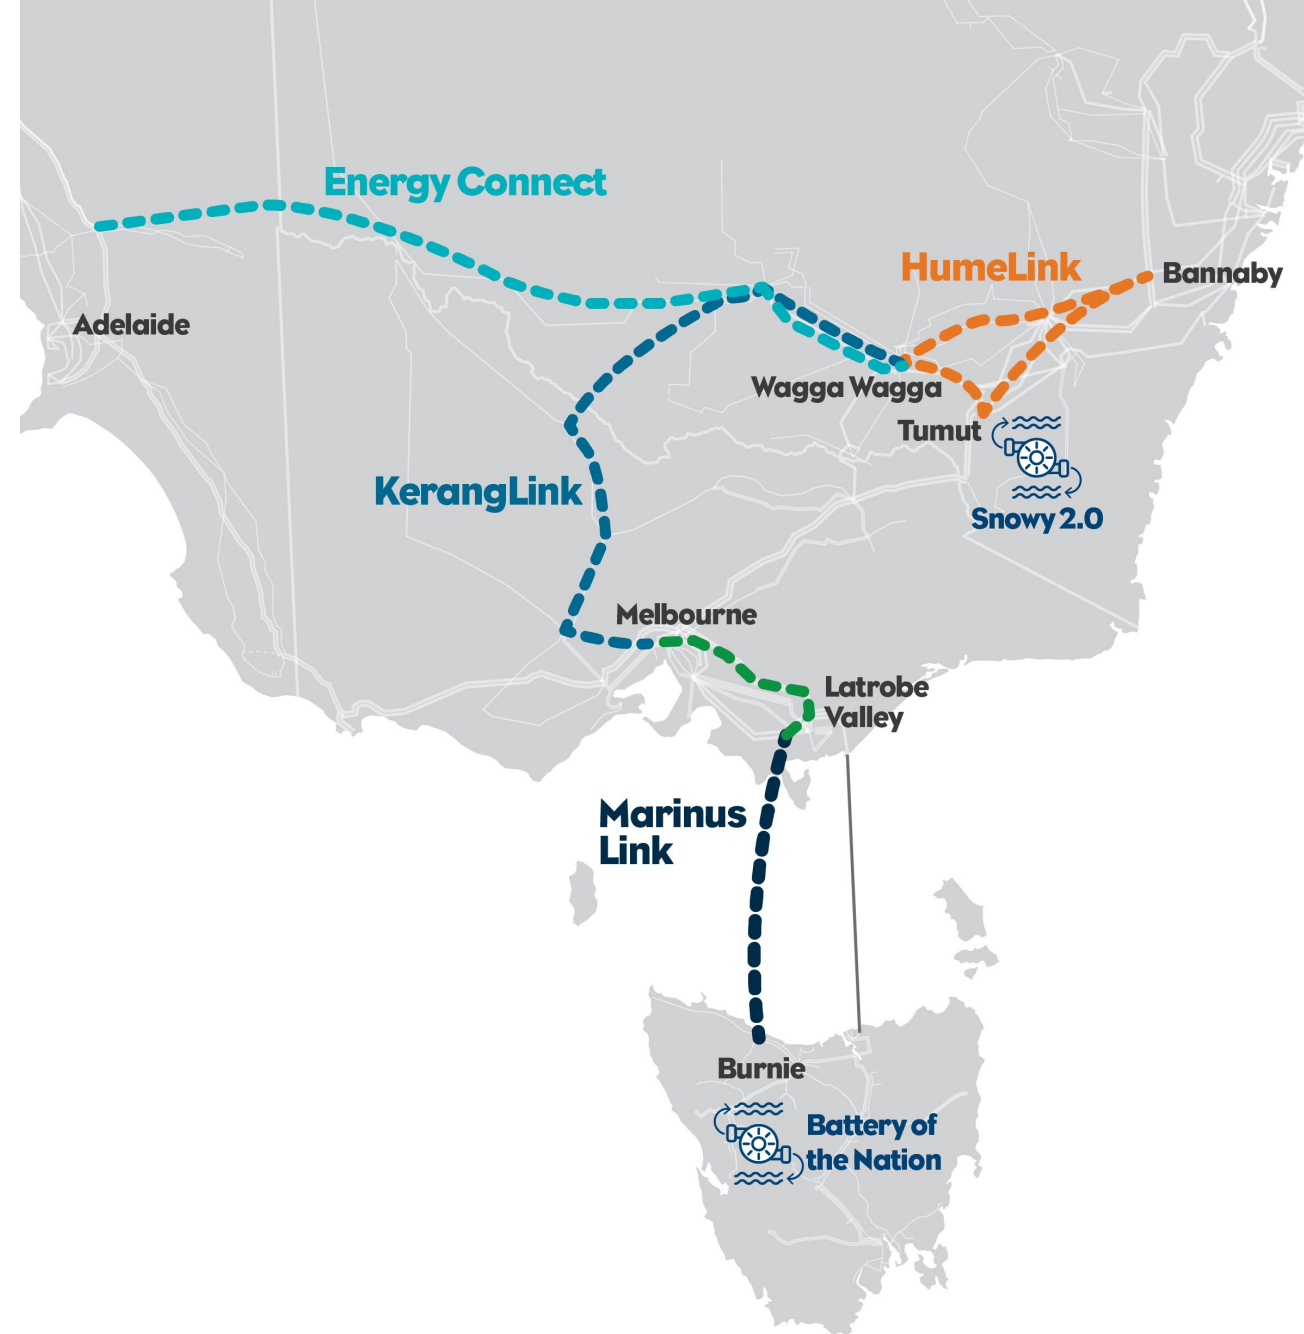 Energy Connect
HumeLink
Bannaby
Adelaide
Wagga Wagga
Tumut
KerangLink
Snowy 2.0
Melbourne
Latrobe
Valley
Marinus
Link
Burnie
Battery of
the Nation